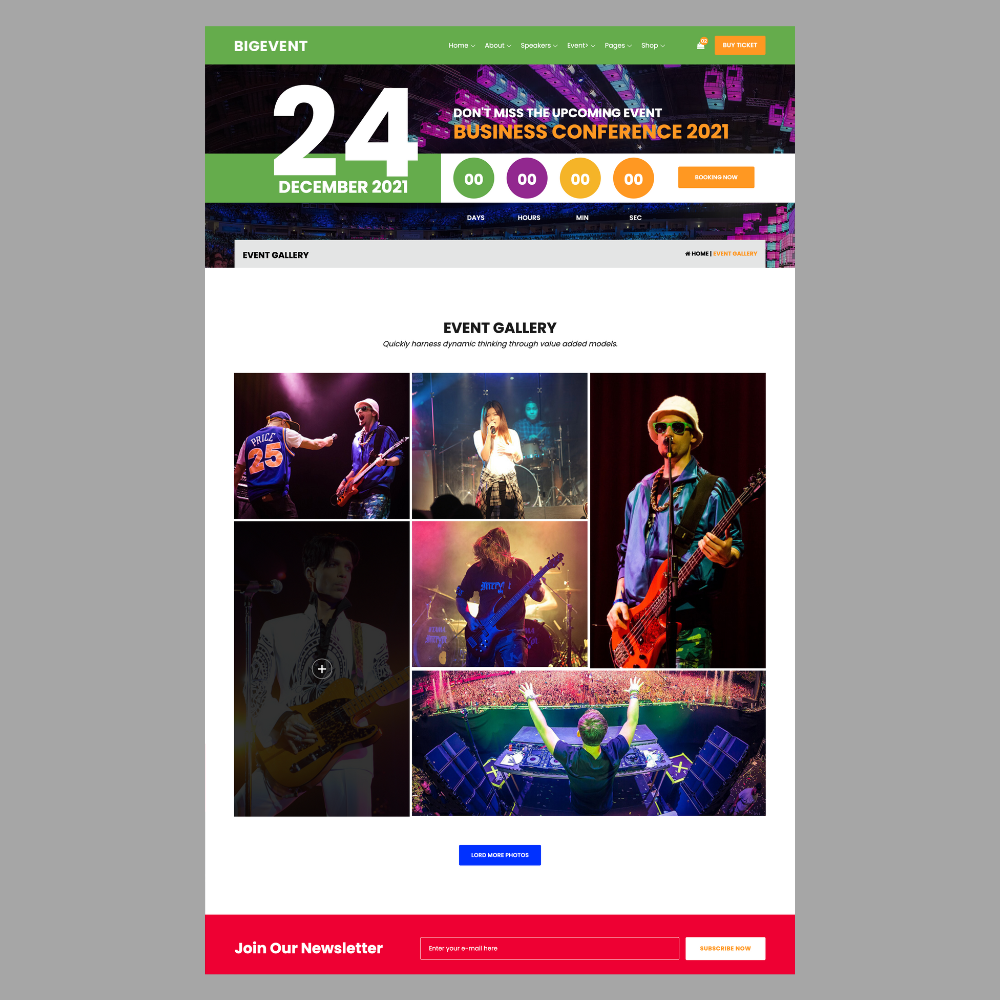 BIGEVENT
Home About Speakers Event> Pages Shop
BUY TICKET
24
DECEMBER 2021
DON'T MISS THE UPCOMING EVENT
BUSINESS CONFERENCE 2021
00 00 00 00
BOOKING NOW
DAYS HOURS MIN SEC
EVENT GALLERY
HOME | EVENT GALLERY
EVENT GALLERY
Quickly harness dynamic thinking through value added models.
PRICE
25
LORD MORE PHOTOS
Join Our Newsletter
Enter your e-mail here
SUBSCRIBE NOW